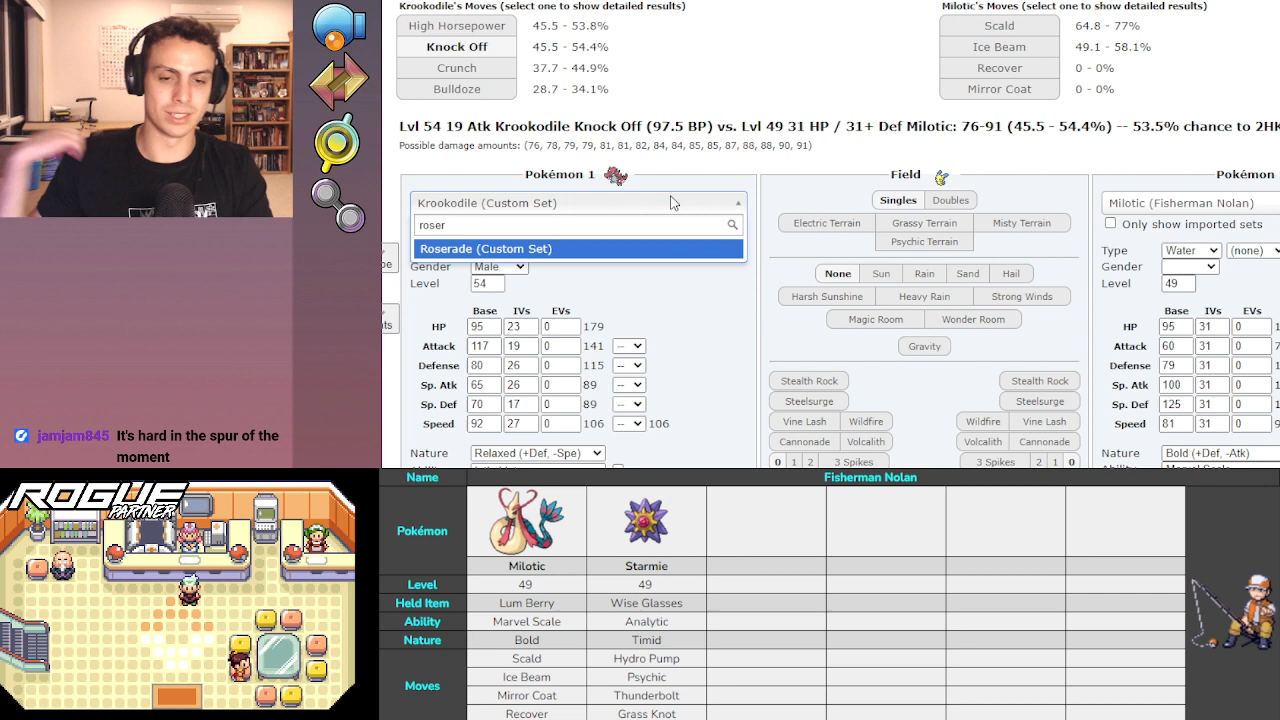 Krookodile's Moves (select one to show detailed results)
High Horsepower 45.5 - 53.8%
Knock Off 45.5 - 54.4%
Crunch 37.7 - 44.9%
Bulldoze 28.7 - 34.1%
Milotic's Moves (select one to show detailed results)
Scald 64.8 - 77%
Ice Beam 49.1 - 58.1%
Recover 0 - 0%
Mirror Coat 0 - 0%
Lvl 54 19 Atk Krookodile Knock Off (97.5 BP) vs. Lvl 49 31 HP / 31+ Def Milotic: 76-91 (45.5 - 54.4%) -- 53.5% chance to 2HK
Possible damage amounts: (76, 78, 79, 79, 81, 81, 82, 84, 84, 85, 85, 87, 88, 88, 90, 91)
Pokémon 1
Krookodile (Custom Set)
roser
Roserade (Custom Set)
Gender Male
Level 54
Base IVs EVs
HP 95 23 0 179
Attack 117 19 0 141 --
Defense 80 26 0 115 --
Sp. Atk 65 26 0 89 --
Sp. Def 70 17 0 89 --
Speed 92 27 0 106 -- 106
Nature Relaxed (+Def, -Spe)
Field
Singles Doubles
Electric Terrain Grassy Terrain Misty Terrain
Psychic Terrain
None Sun Rain Sand Hail
Harsh Sunshine Heavy Rain Strong Winds
Magic Room Wonder Room
Gravity
Stealth Rock Stealth Rock
Steelsurge Steelsurge
Vine Lash Wildfire Wildfire Vine Lash
Cannonade Volcalith Volcalith Cannonade
0 1 2 3 Spikes 3 Spikes 2 1 0
Pokémon
Milotic (Fisherman Nolan)
Only show imported sets
Type Water (none)
Gender
Level 49
Base IVs EVs
HP 95 31 0
Attack 60 31 0
Defense 79 31 0
Sp. Atk 100 31 0
Sp. Def 125 31 0
Speed 81 31 0
Nature Bold (+Def, -Atk)
jamjam845 It's hard in the spur of the
moment
ROGUE
PARTNER
Name Fisherman Nolan
Pokémon
Milotic Starmie
Level 49 49
Held Item Lum Berry Wise Glasses
Ability Marvel Scale Analytic
Nature Bold Timid
Moves
Scald Hydro Pump
Ice Beam Psychic
Mirror Coat Thunderbolt
Recover Grass Knot